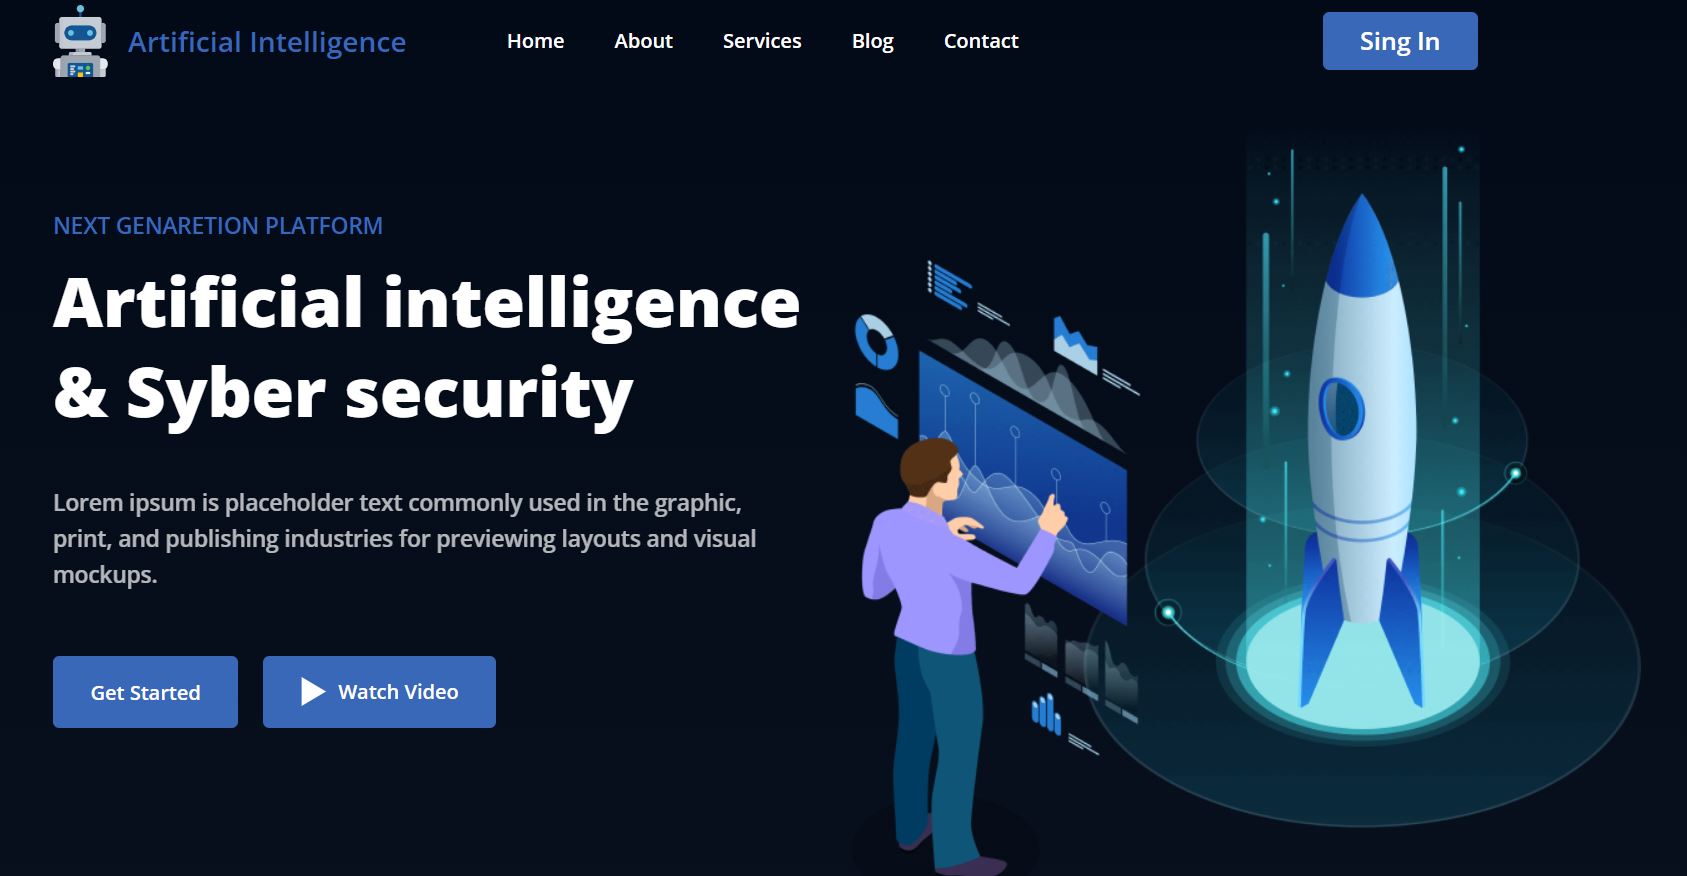 Artificial Intelligence
Home About Services Blog Contact
Sing In
NEXT GENARETION PLATFORM
Artificial intelligence
& Syber security
Lorem ipsum is placeholder text commonly used in the graphic,
print, and publishing industries for previewing layouts and visual
mockups.
Get Started
Watch Video